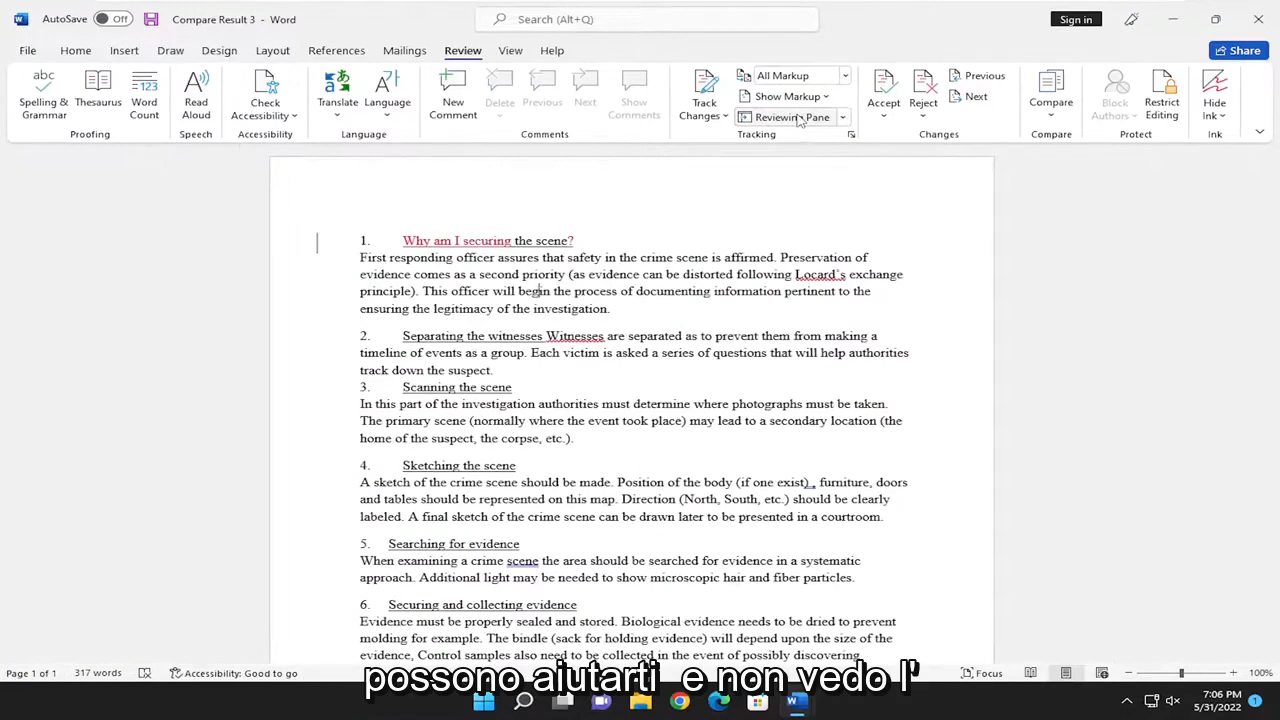 AutoSave Off Compare Result 3 - Word Search (Alt+Q) Sign in
File Home Insert Draw Design Layout References Mailings Review View Help Share
Spelling & Grammar Thesaurus Word Count Read Aloud Check Accessibility Translate Language New Comment Delete Previous Next Show Comments Track Changes All Markup Show Markup Reviewing Pane Accept Reject Previous Next Compare Block Authors Restrict Editing Hide Ink
Proofing Speech Accessibility Language Comments Tracking Changes Compare Protect Ink
1. Why am I securing the scene?
First responding officer assures that safety in the crime scene is affirmed. Preservation of
evidence comes as a second priority (as evidence can be distorted following Locard`s exchange
principle). This officer will begin the process of documenting information pertinent to the
ensuring the legitimacy of the investigation.
2. Separating the witnesses Witnesses are separated as to prevent them from making a
timeline of events as a group. Each victim is asked a series of questions that will help authorities
track down the suspect.
3. Scanning the scene
In this part of the investigation authorities must determine where photographs must be taken.
The primary scene (normally where the event took place) may lead to a secondary location (the
home of the suspect, the corpse, etc.).
4. Sketching the scene
A sketch of the crime scene should be made. Position of the body (if one exist) , furniture, doors
and tables should be represented on this map. Direction (North, South, etc.) should be clearly
labeled. A final sketch of the crime scene can be drawn later to be presented in a courtroom.
5. Searching for evidence
When examining a crime scene the area should be searched for evidence in a systematic
approach. Additional light may be needed to show microscopic hair and fiber particles.
6. Securing and collecting evidence
Evidence must be properly sealed and stored. Biological evidence needs to be dried to prevent
molding for example. The bindle (sack for holding evidence) will depend upon the size of the
evidence, Control samples also need to be collected in the event of possibly discovering
possono aiutarti e non vedo l'
Page 1 of 1 317 words Accessibility: Good to go Focus 100%
7:06 PM
5/31/2022